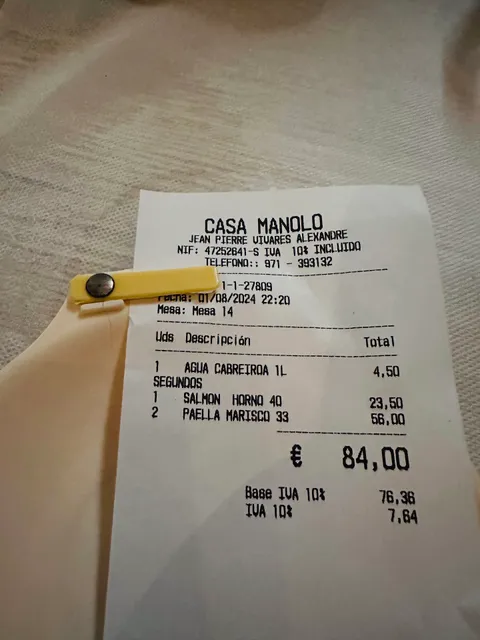 CASA MANOLO
JEAN PIERRE VIVARES ALEXANDRE
NIF: 47252641-S IVA 10% INCLUIDO
TELEFONO:: 971 - 393132
1-1-27809
Fecha: 01/08/2024 22:20
Mesa: Mesa 14
Uds Descripción Total
1 AGUA CABREIROA 1L 4,50
SEGUNDOS
1 SALMON HORNO 40 23,50
2 PAELLA MARISCO 33 56,00
€ 84,00
Base IVA 10% 76,36
IVA 10% 7,64